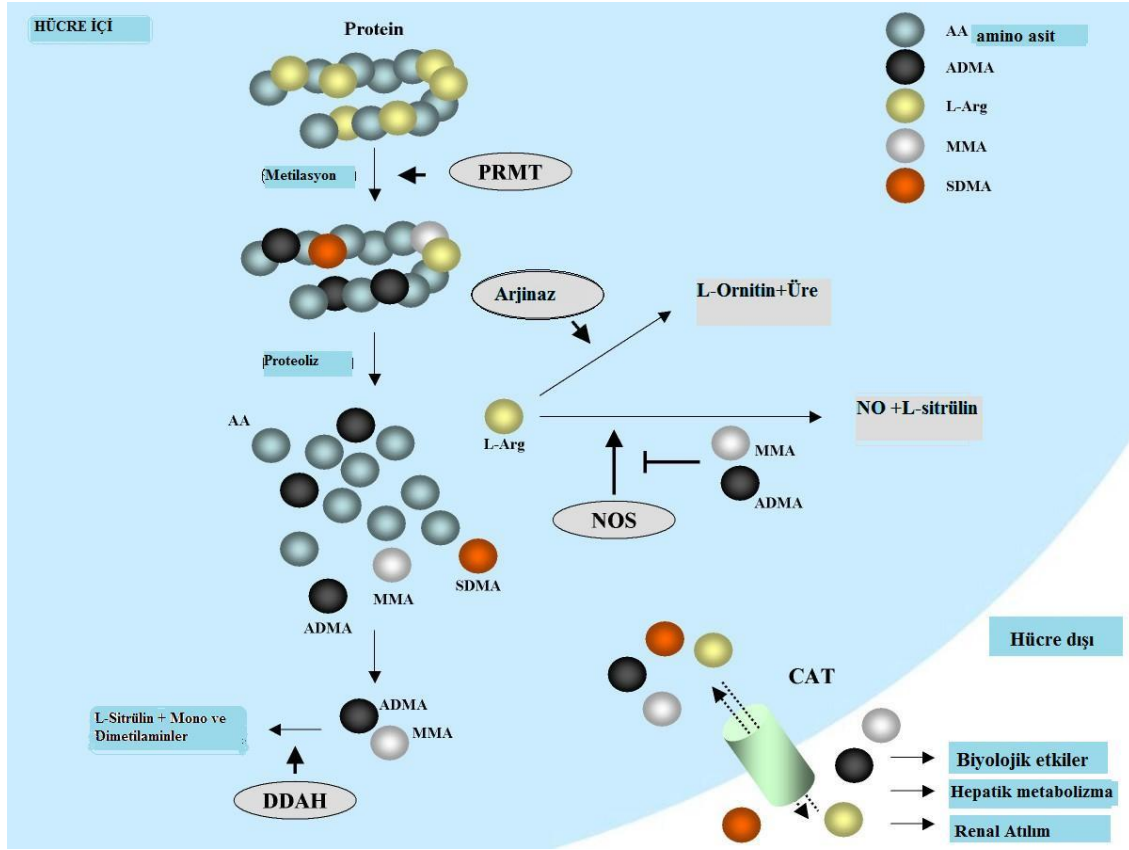 HÜCRE İÇİ
Protein
AA amino asit
ADMA
L-Arg
MMA
SDMA
Metilasyon
PRMT
Arjinaz
L-Ornitin+Üre
Proteoliz
AA
L-Arg
NO +L-sitrülin
MMA
ADMA
NOS
SDMA
MMA
ADMA
Hücre dışı
CAT
ADMA
MMA
L-Sitrülin + Mono ve
Dimetilaminler
DDAH
Biyolojik etkiler
Hepatik metabolizma
Renal Atılım